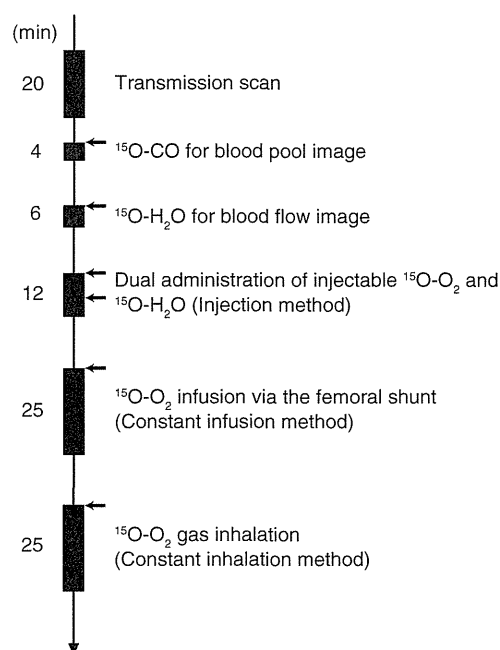 (min)
20 Transmission scan
4 ¹⁵O-CO for blood pool image
6 ¹⁵O-H₂O for blood flow image
12 Dual administration of injectable ¹⁵O-O₂ and
¹⁵O-H₂O (Injection method)
25 ¹⁵O-O₂ infusion via the femoral shunt
(Constant infusion method)
25 ¹⁵O-O₂ gas inhalation
(Constant inhalation method)